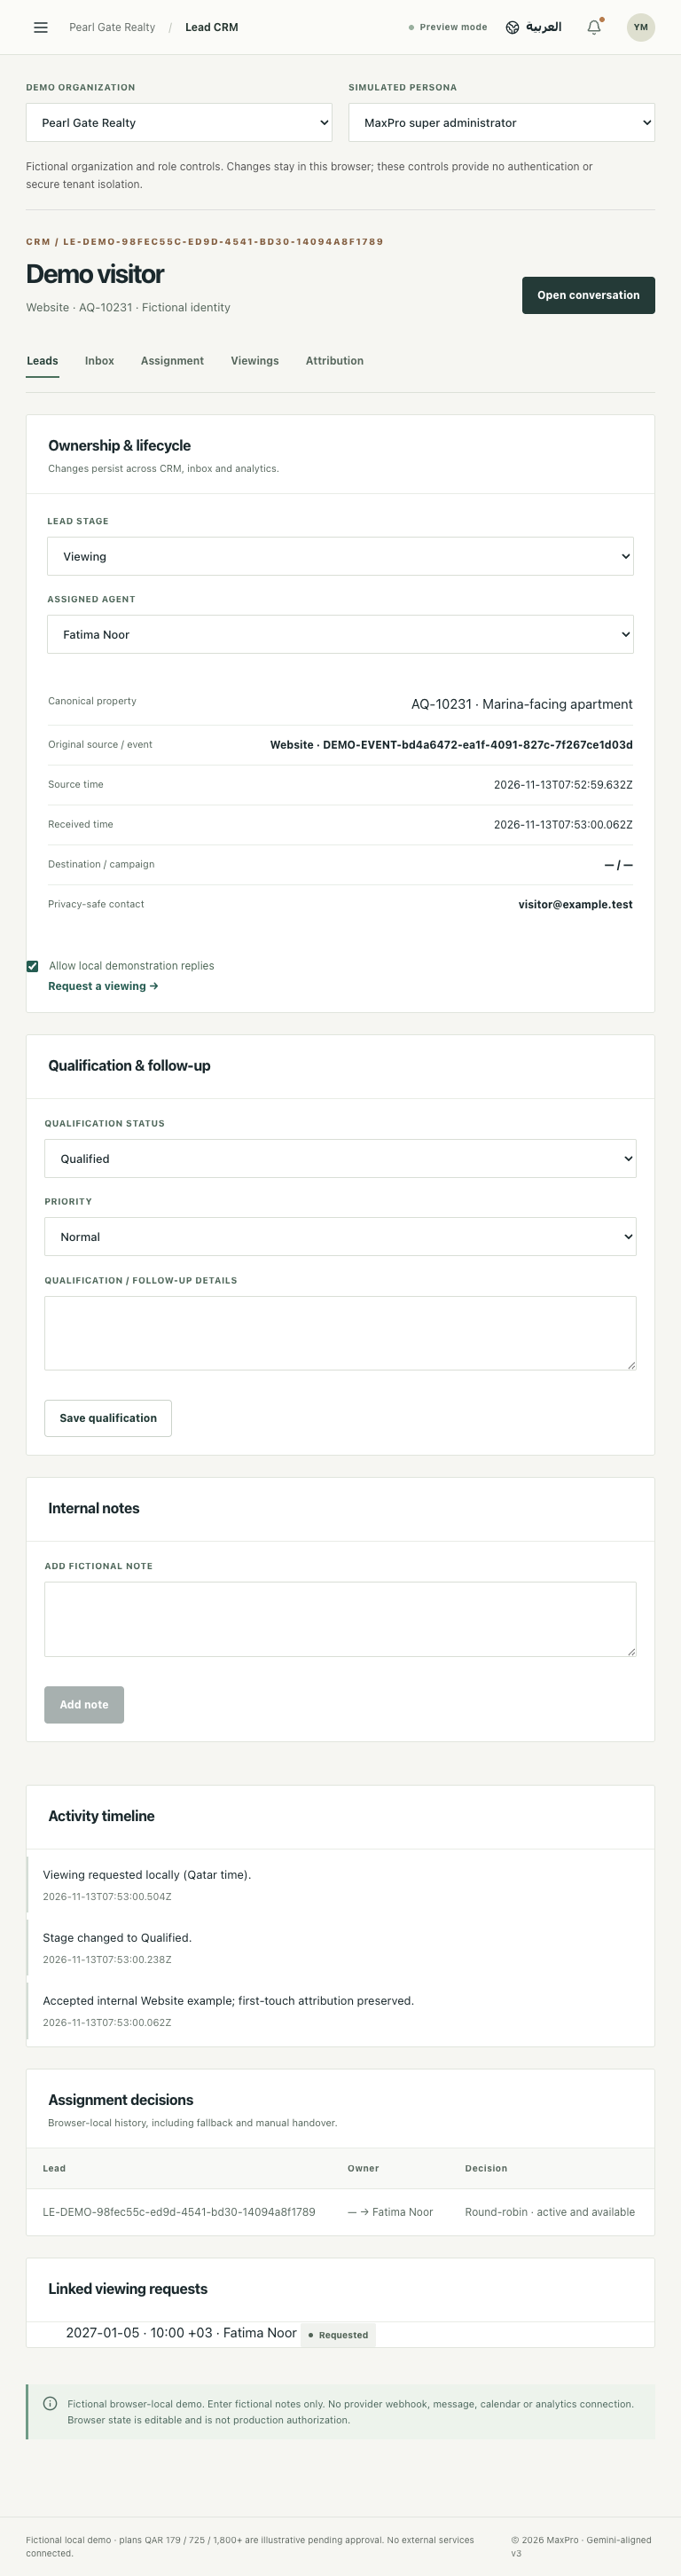 Pearl Gate Realty / Lead CRM
Preview mode
العربية
YM
DEMO ORGANIZATION
Pearl Gate Realty
SIMULATED PERSONA
MaxPro super administrator
Fictional organization and role controls. Changes stay in this browser; these controls provide no authorization or
secure tenant isolation.
CRM / LE-DEMO-98FEC55C-ED9D-4541-BD30-14094A8F1789
Demo visitor
Website · AQ-10231 · Fictional identity
Open conversation
Leads
Inbox
Assignment
Viewings
Attribution
Ownership & lifecycle
Changes persist across CRM, inbox and analytics.
LEAD STAGE
Viewing
ASSIGNED AGENT
Fatima Noor
Canonical property
AQ-10231 · Marina-facing apartment
Original source / event
Website · DEMO-EVENT-bd4a6472-ea1f-4091-827c-7f267ce1d03d
Source time
2026-11-13T07:52:59.632Z
Received time
2026-11-13T07:53:00.062Z
Destination / campaign
— / —
Privacy-safe contact
visitor@example.test
Allow local demonstration replies
Request a viewing →
Qualification & follow-up
QUALIFICATION STATUS
Qualified
PRIORITY
Normal
QUALIFICATION / FOLLOW-UP DETAILS
Save qualification
Internal notes
ADD FICTIONAL NOTE
Add note
Activity timeline
Viewing requested locally (Qatar time).
2026-11-13T07:53:00.504Z
Stage changed to Qualified.
2026-11-13T07:53:00.238Z
Accepted internal Website example; first-touch attribution preserved.
2026-11-13T07:53:00.062Z
Assignment decisions
Browser-local history, including fallback and manual handover.
Lead
Owner
Decision
LE-DEMO-98fec55c-ed9d-4541-bd30-14094a8f1789
— → Fatima Noor
Round-robin · active and available
Linked viewing requests
2027-01-05 · 10:00 +03 · Fatima Noor
Requested
Fictional browser-local demo. Enter fictional notes only. No provider webhook, message, calendar or analytics connection.
Browser state is editable and is not production authorization.
Fictional local demo · plans QAR 179 / 725 / 1,800+ are illustrative pending approval. No external services
connected.
© 2026 MaxPro · Gemini-aligned
v3